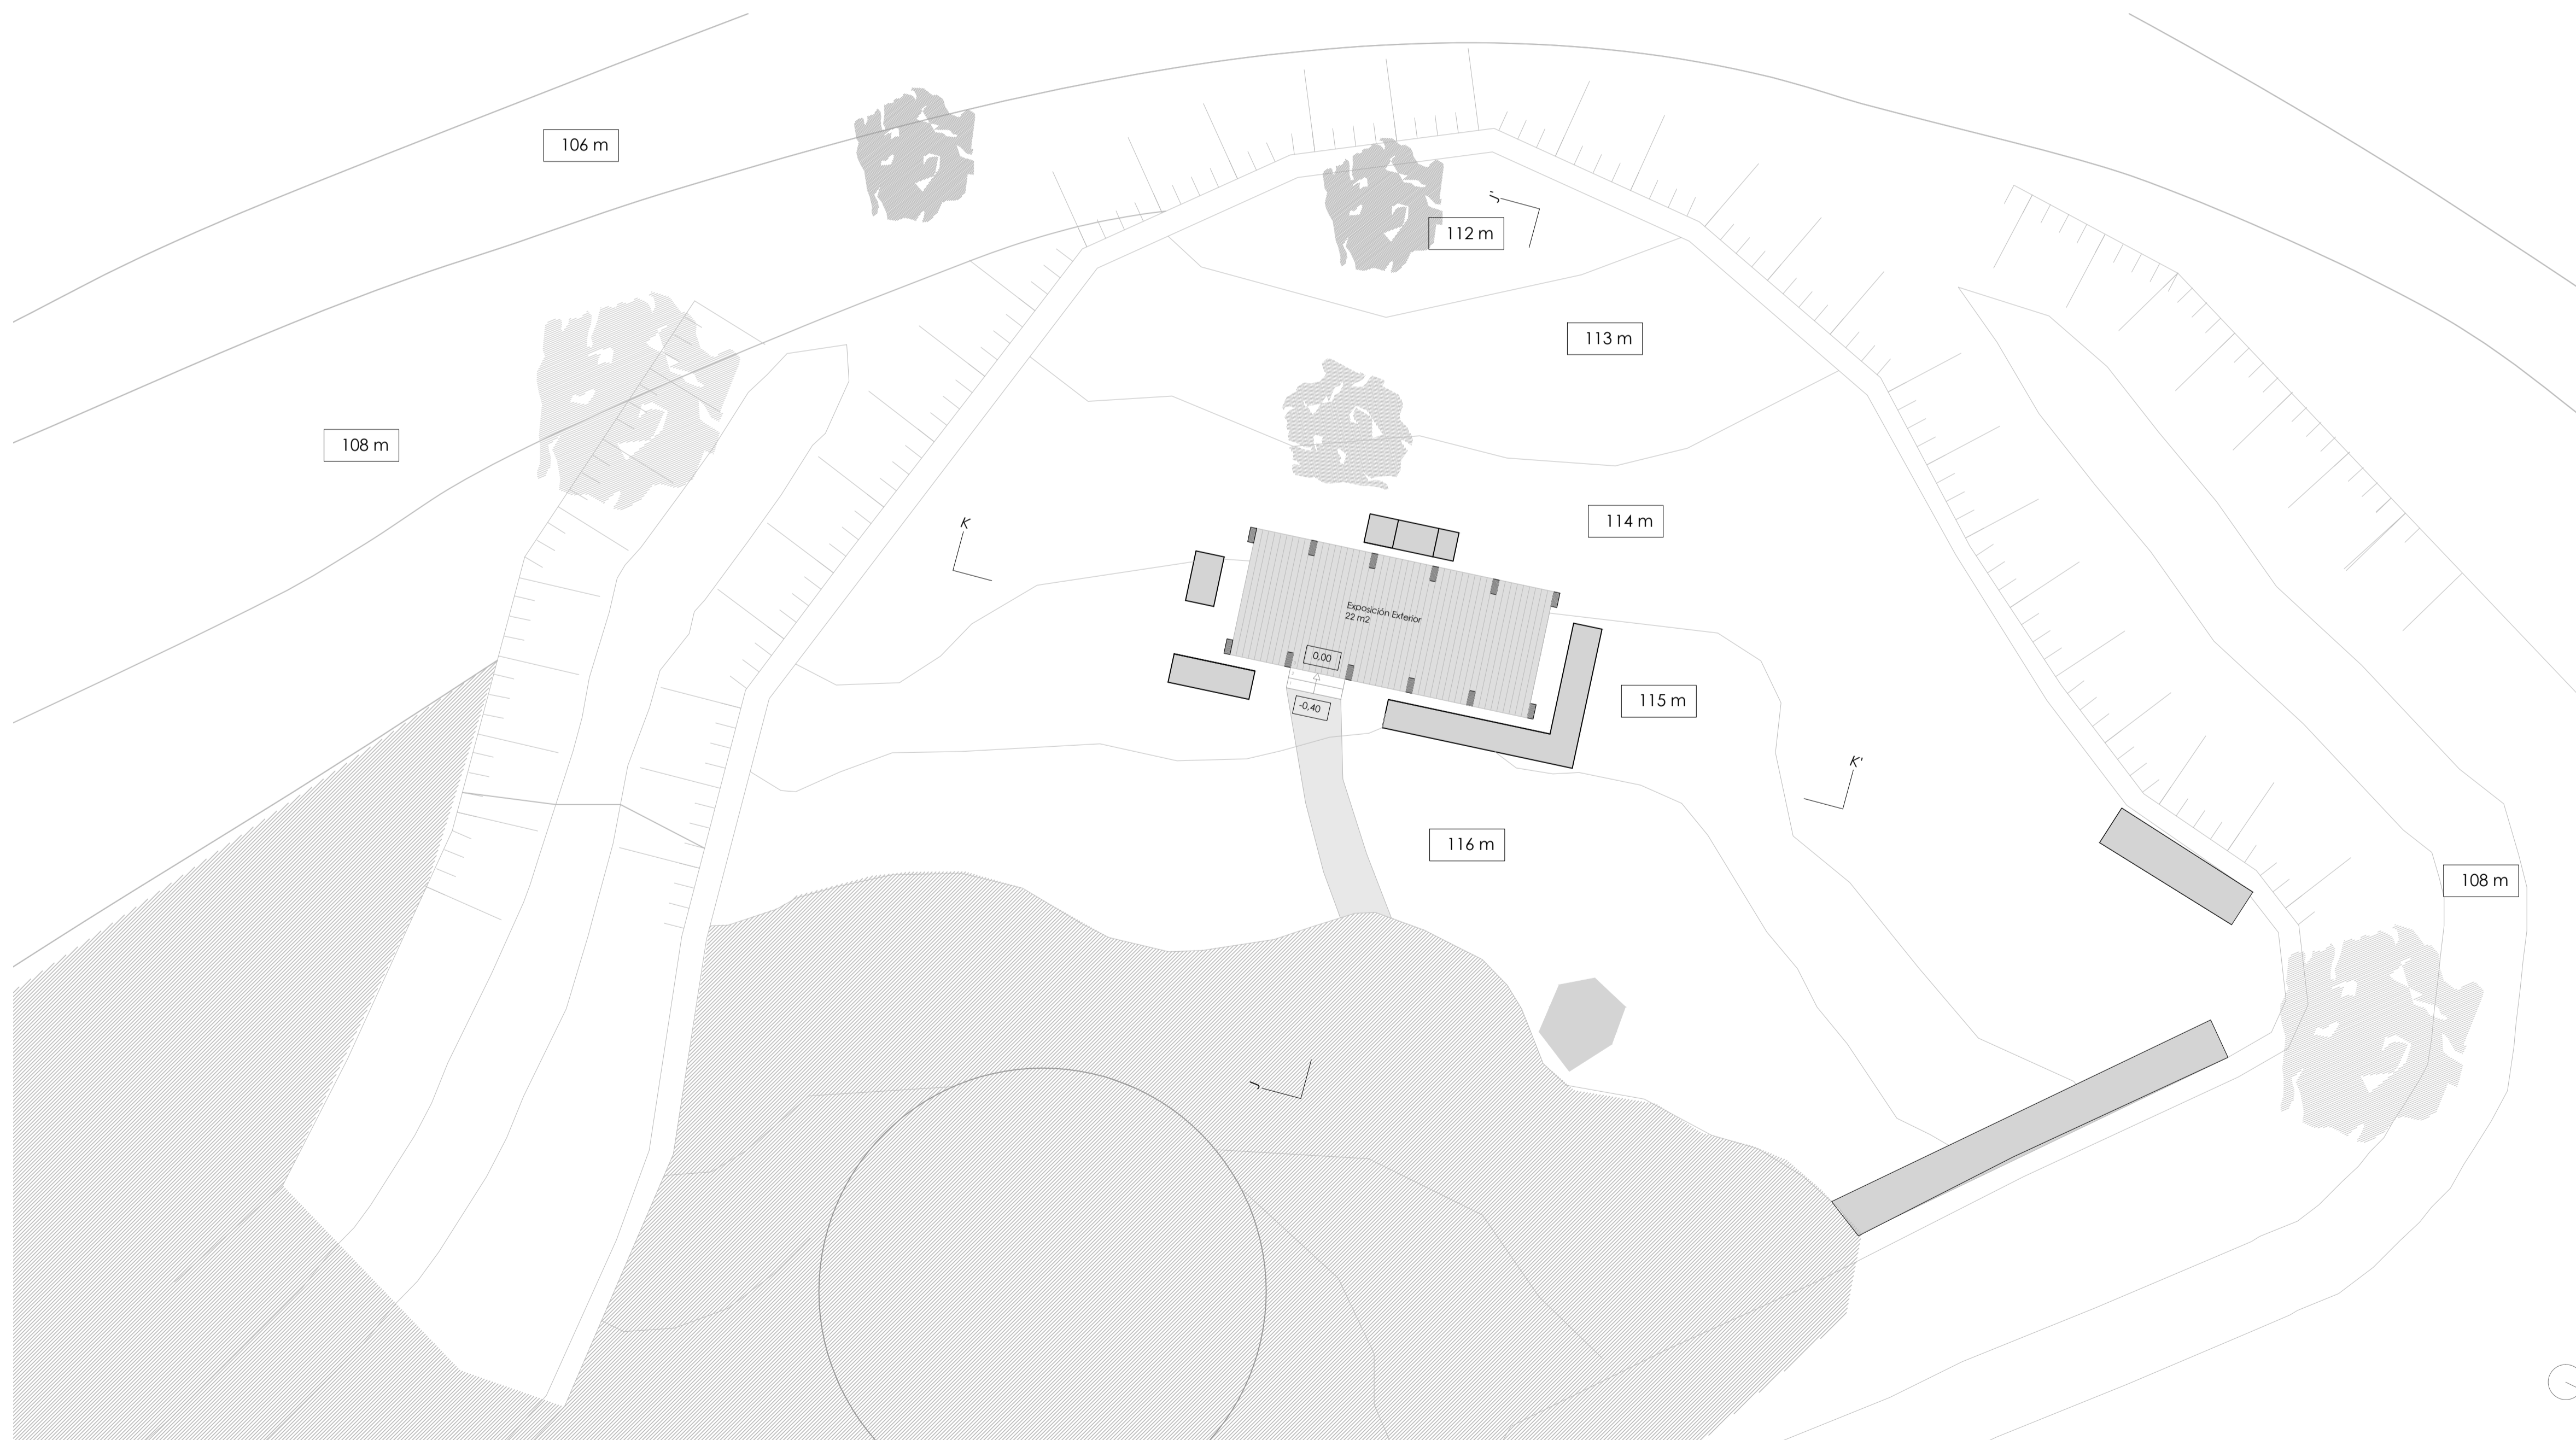 106 m
J'
112 m
113 m
108 m
K
114 m
Exposición Exterior
22 m2
0,00
115 m
-0,40
K'
116 m
108 m
J